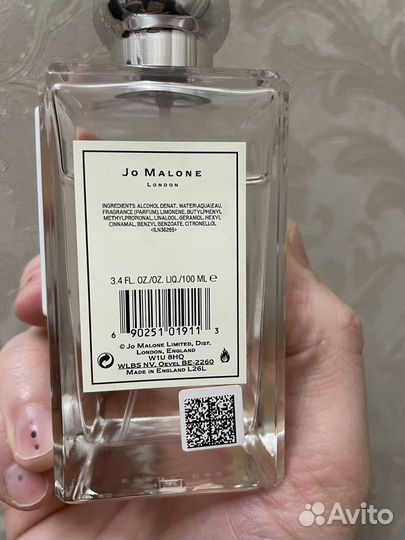 JO MALONE
LONDON
INGREDIENTS: ALCOHOL DENAT, WATER\AQUA\EAU,
FRAGRANCE (PARFUM), LIMONENE, BUTYLPHENYL
METHYLPROPIONAL, LINALOOL, GERANIOL, HEXYL
CINNAMAL, BENZYL BENZOATE, CITRONELLOL
<ILN36265>
3.4 FL. OZ./OZ. LIQ./100 ML ℮
6 90251 01911 3
© JO MALONE LIMITED, DIST.
LONDON, ENGLAND
W1U 8HQ
WLBS NV, OEVEL BE-2260
MADE IN ENGLAND L26L
Avito